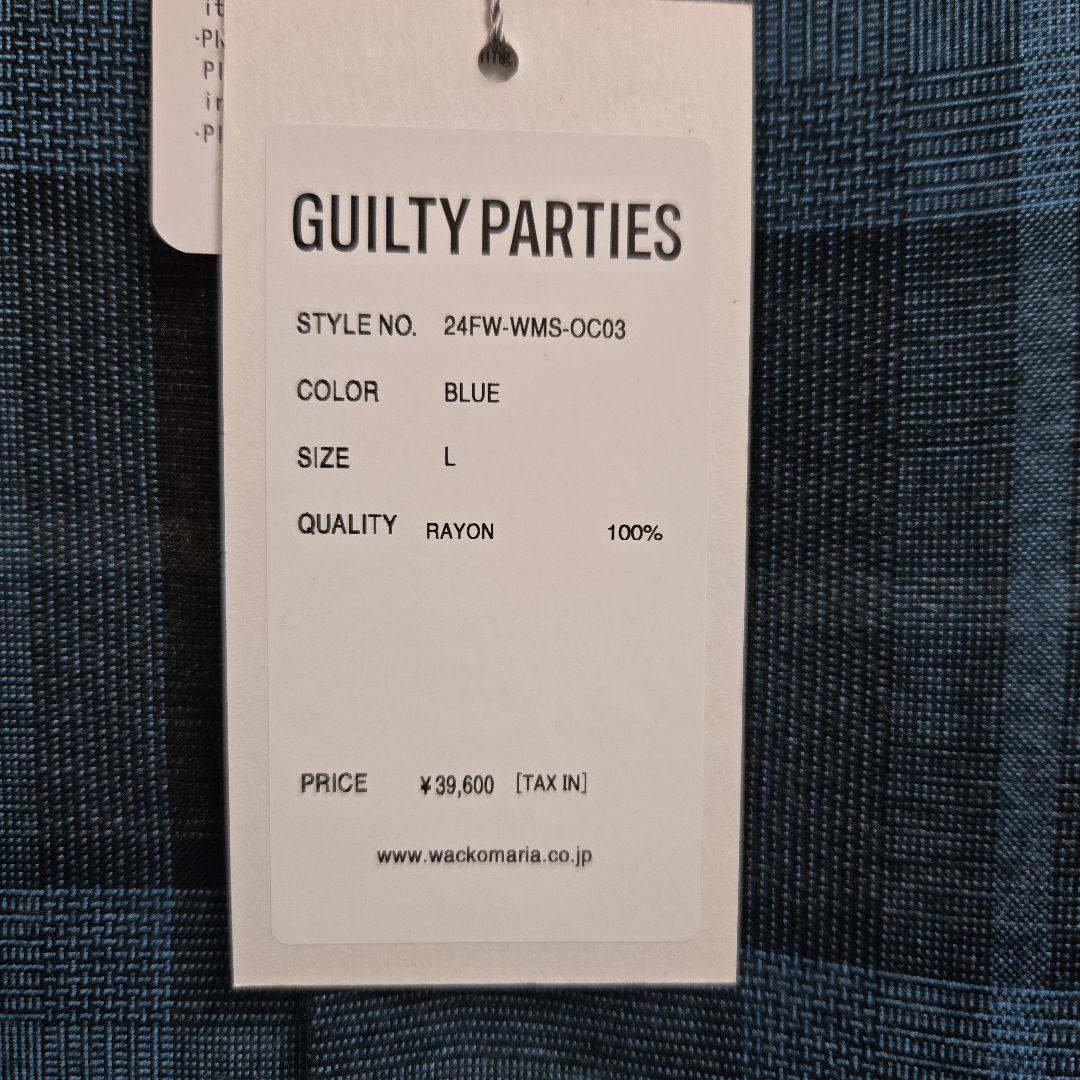 it
GUILTY PARTIES
STYLE NO. 24FW-WMS-OC03
COLOR BLUE
SIZE L
QUALITY RAYON 100%
PRICE ¥39,600 [TAX IN]
www.wackomaria.co.jp